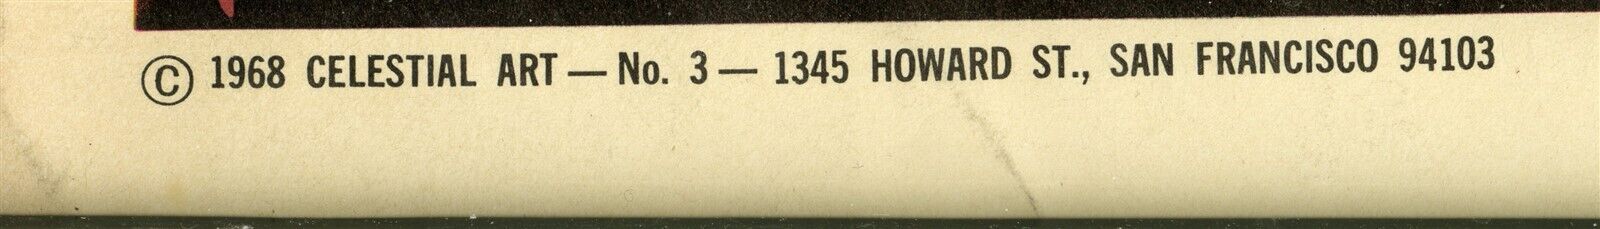 © 1968 CELESTIAL ART — No. 3 — 1345 HOWARD ST., SAN FRANCISCO 94103